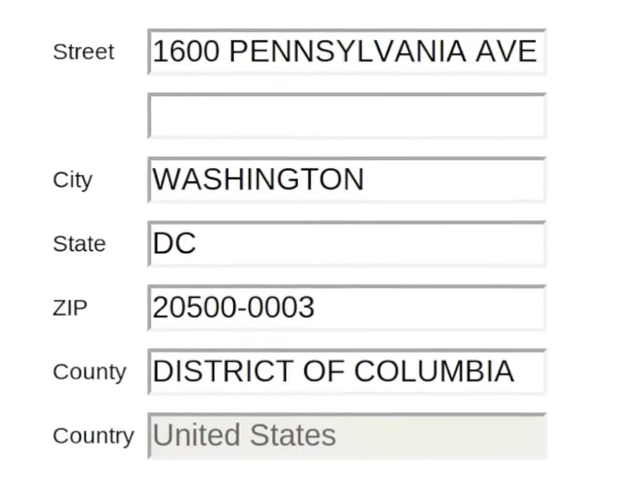 Street 1600 PENNSYLVANIA AVE
City WASHINGTON
State DC
ZIP 20500-0003
County DISTRICT OF COLUMBIA
Country United States